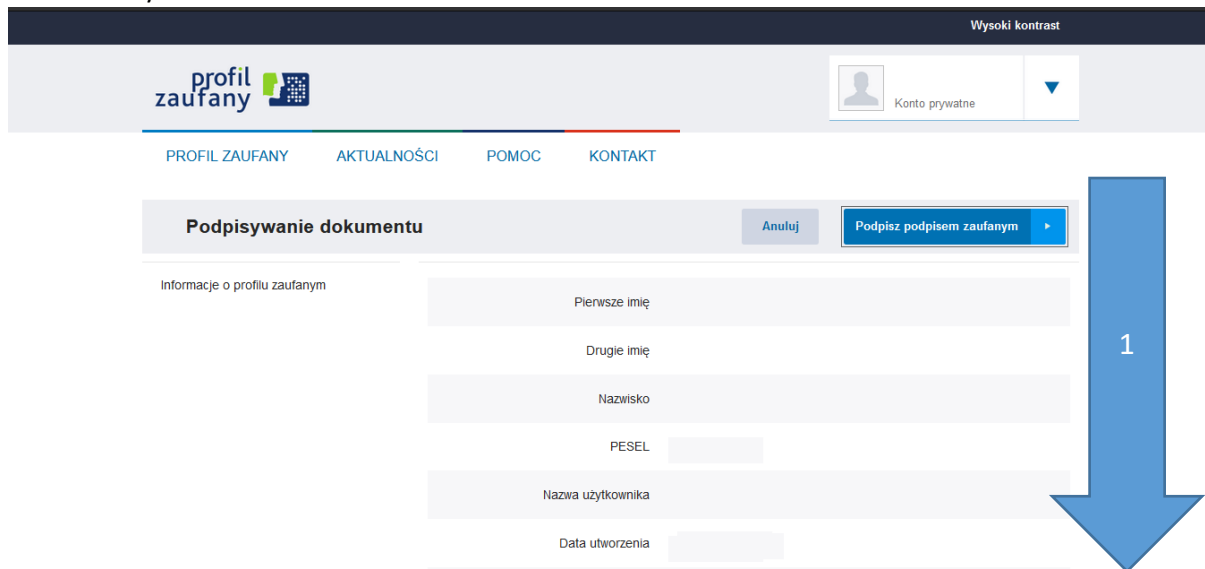 Wysoki kontrast
profil
zaufany
Konto prywatne
PROFIL ZAUFANY AKTUALNOŚCI POMOC KONTAKT
Podpisywanie dokumentu
Anuluj
Podpisz podpisem zaufanym
Informacje o profilu zaufanym
Pierwsze imię
Drugie imię
Nazwisko
PESEL
Nazwa użytkownika
Data utworzenia
1